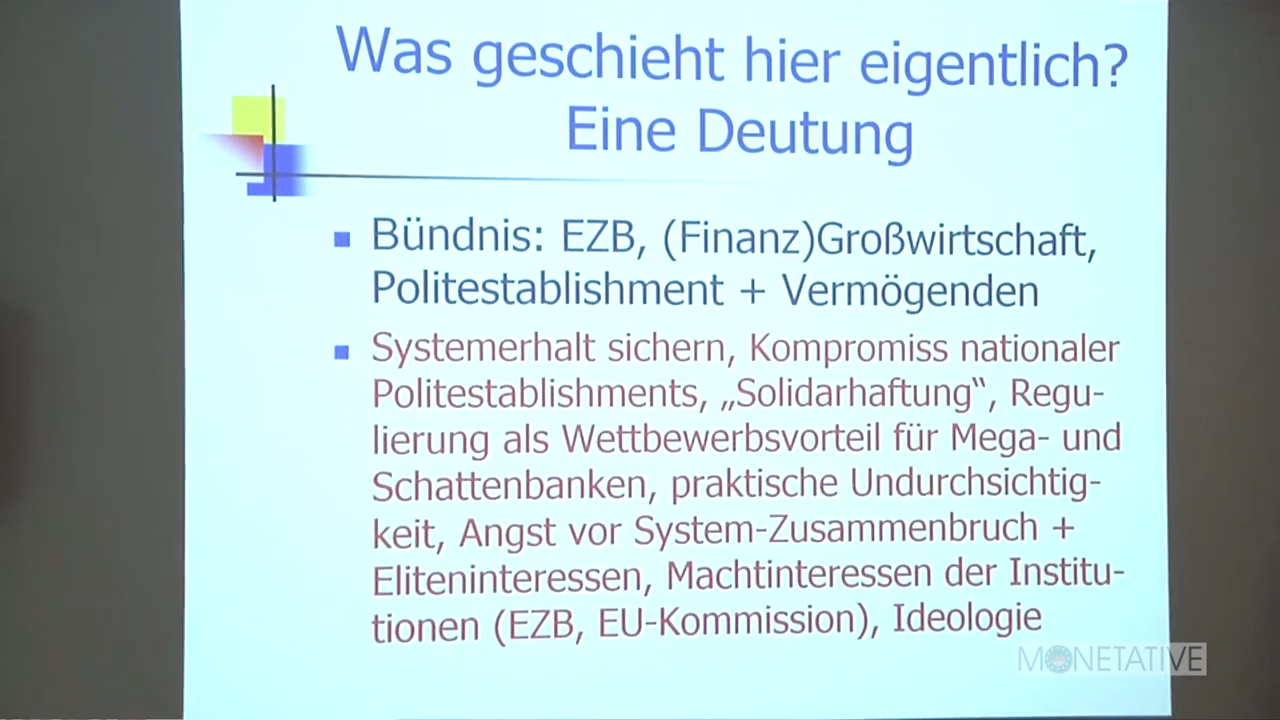 Was geschieht hier eigentlich?
Eine Deutung
Bündnis: EZB, (Finanz)Großwirtschaft,
Politestablishment + Vermögenden
Systemerhalt sichern, Kompromiss nationaler
Politestablishments, „Solidarhaftung“, Regu-
lierung als Wettbewerbsvorteil für Mega- und
Schattenbanken, praktische Undurchsichtig-
keit, Angst vor System-Zusammenbruch +
Eliteninteressen, Machtinteressen der Institu-
tionen (EZB, EU-Kommission), Ideologie
MONETATIVE